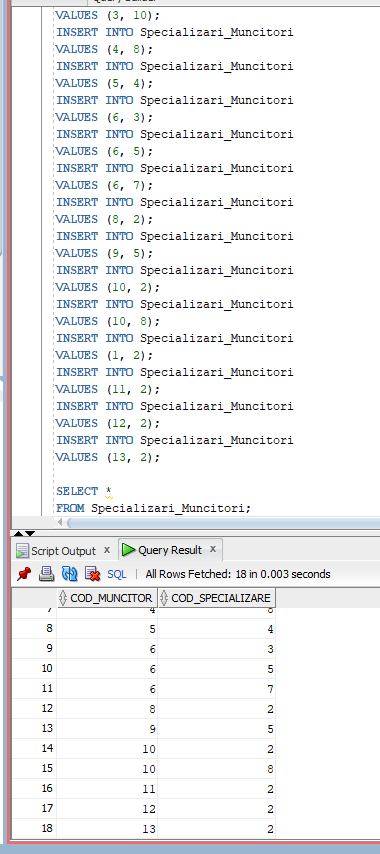 VALUES (3, 10);
INSERT INTO Specializari_Muncitori
VALUES (4, 8);
INSERT INTO Specializari_Muncitori
VALUES (5, 4);
INSERT INTO Specializari_Muncitori
VALUES (6, 3);
INSERT INTO Specializari_Muncitori
VALUES (6, 5);
INSERT INTO Specializari_Muncitori
VALUES (6, 7);
INSERT INTO Specializari_Muncitori
VALUES (8, 2);
INSERT INTO Specializari_Muncitori
VALUES (9, 5);
INSERT INTO Specializari_Muncitori
VALUES (10, 2);
INSERT INTO Specializari_Muncitori
VALUES (10, 8);
INSERT INTO Specializari_Muncitori
VALUES (1, 2);
INSERT INTO Specializari_Muncitori
VALUES (11, 2);
INSERT INTO Specializari_Muncitori
VALUES (12, 2);
INSERT INTO Specializari_Muncitori
VALUES (13, 2);
SELECT *
FROM Specializari_Muncitori;
Script Output x Query Result x
SQL | All Rows Fetched: 18 in 0.003 seconds
COD_MUNCITOR COD_SPECIALIZARE
7 4 8
8 5 4
9 6 3
10 6 5
11 6 7
12 8 2
13 9 5
14 10 2
15 10 8
16 11 2
17 12 2
18 13 2